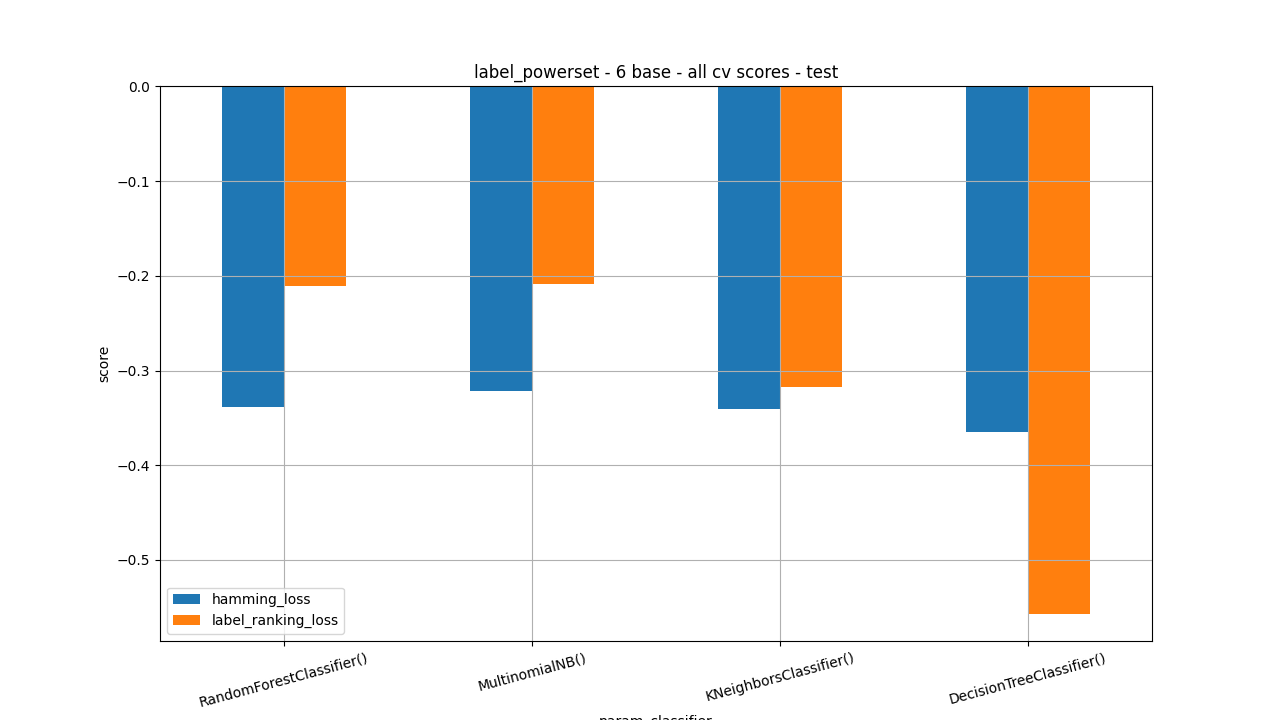 label_powerset - 6 base - all cv scores - test
0.0
−0.1
−0.2
−0.3
−0.4
−0.5
score
hamming_loss
label_ranking_loss
RandomForestClassifier()
MultinomialNB()
KNeighborsClassifier()
DecisionTreeClassifier()
param_classifier